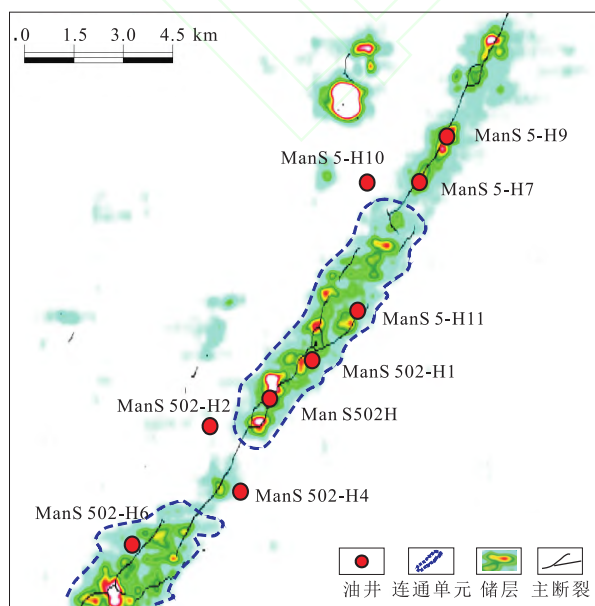 .0 1.5 3.0 4.5 km
ManS 5-H9
ManS 5-H10
ManS 5-H7
ManS 5-H11
ManS 502-H1
ManS 502-H2
Man S502H
ManS 502-H4
ManS 502-H6
油井 连通单元 储层 主断裂